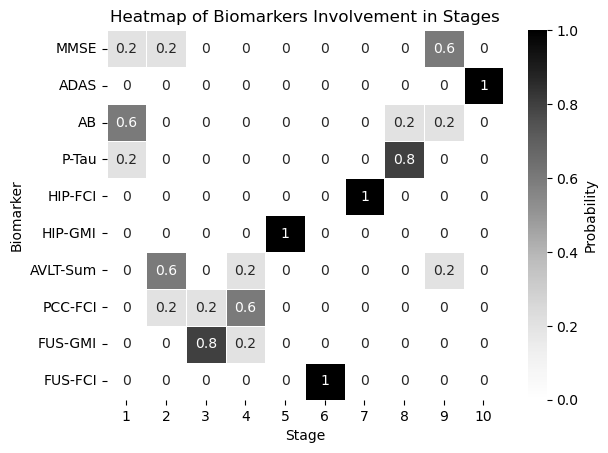 Heatmap of Biomarkers Involvement in Stages
MMSE 0.2 0.2 0 0 0 0 0 0 0.6 0
ADAS 0 0 0 0 0 0 0 0 0 1
AB 0.6 0 0 0 0 0 0 0.2 0.2 0
P-Tau 0.2 0 0 0 0 0 0 0.8 0 0
HIP-FCI 0 0 0 0 0 0 1 0 0 0
HIP-GMI 0 0 0 0 1 0 0 0 0 0
AVLT-Sum 0 0.6 0 0.2 0 0 0 0 0.2 0
PCC-FCI 0 0.2 0.2 0.6 0 0 0 0 0 0
FUS-GMI 0 0 0.8 0.2 0 0 0 0 0 0
FUS-FCI 0 0 0 0 0 1 0 0 0 0
1 2 3 4 5 6 7 8 9 10
Stage
Biomarker
1.0
0.8
0.6
0.4
0.2
0.0
Probability